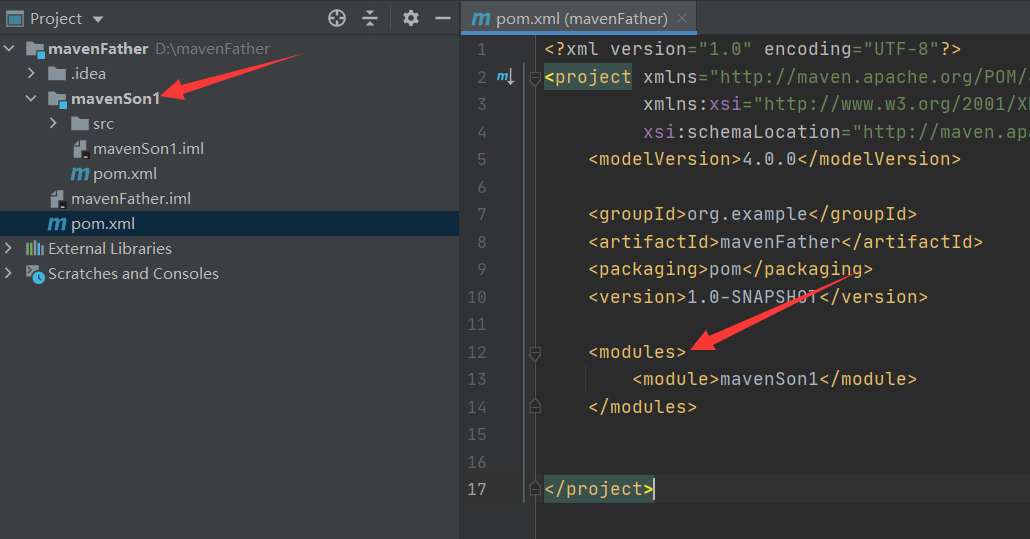 Project
mavenFather D:\mavenFather
.idea
mavenSon1
src
mavenSon1.iml
pom.xml
mavenFather.iml
pom.xml
External Libraries
Scratches and Consoles
pom.xml (mavenFather)
1 <?xml version="1.0" encoding="UTF-8"?>
2 <project xmlns="http://maven.apache.org/POM/
3 xmlns:xsi="http://www.w3.org/2001/X
4 xsi:schemaLocation="http://maven.apa
5 <modelVersion>4.0.0</modelVersion>
6
7 <groupId>org.example</groupId>
8 <artifactId>mavenFather</artifactId>
9 <packaging>pom</packaging>
10 <version>1.0-SNAPSHOT</version>
11
12 <modules>
13 <module>mavenSon1</module>
14 </modules>
15
16
17 </project>